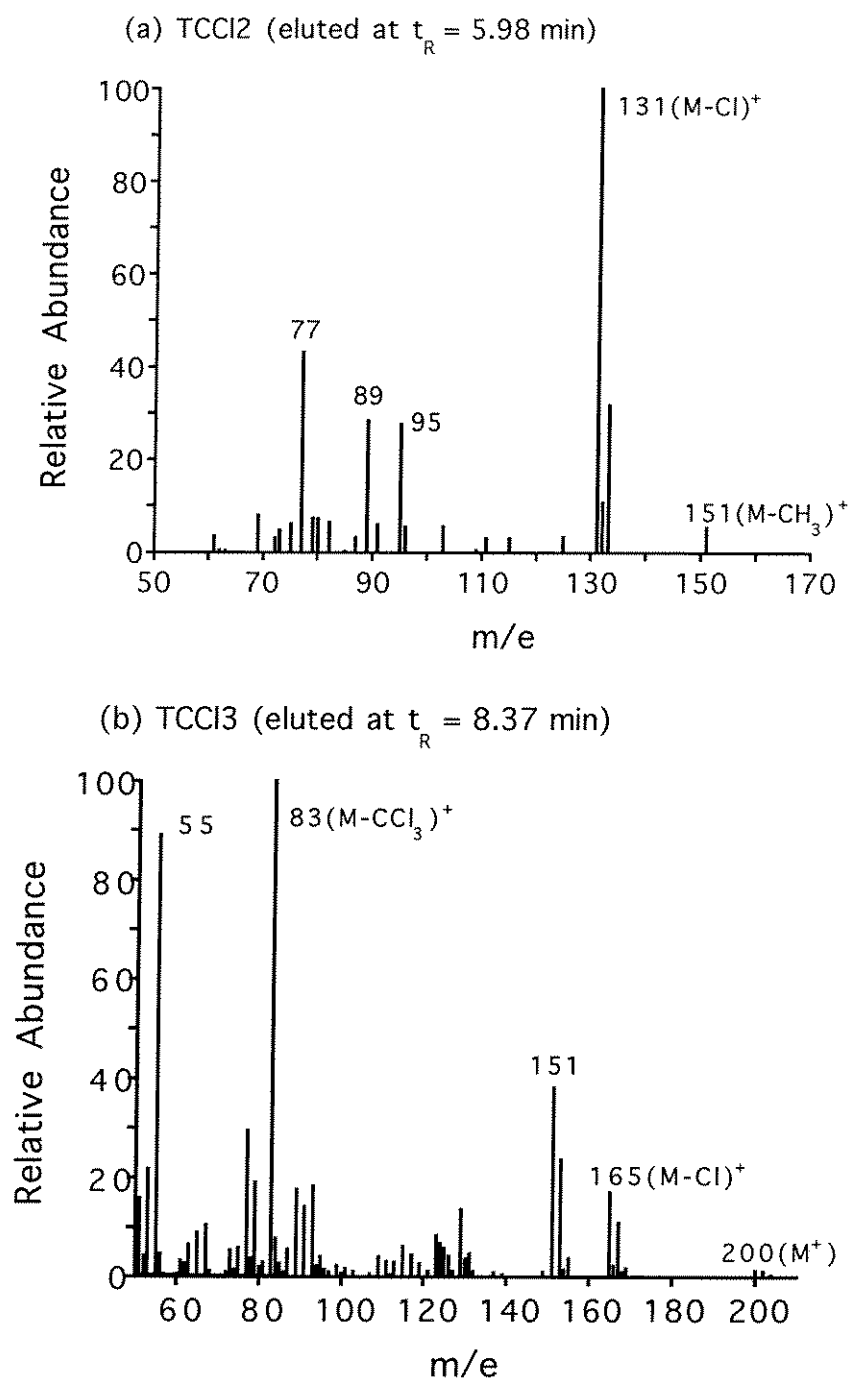 (a) TCCl2 (eluted at tR = 5.98 min)
100
80
60
40
20
0
Relative Abundance
131(M-Cl)+
77
89
95
151(M-CH3)+
50 70 90 110 130 150 170
m/e
(b) TCCl3 (eluted at tR = 8.37 min)
100
80
60
40
20
0
Relative Abundance
55
83(M-CCl3)+
151
165(M-Cl)+
200(M+)
60 80 100 120 140 160 180 200
m/e